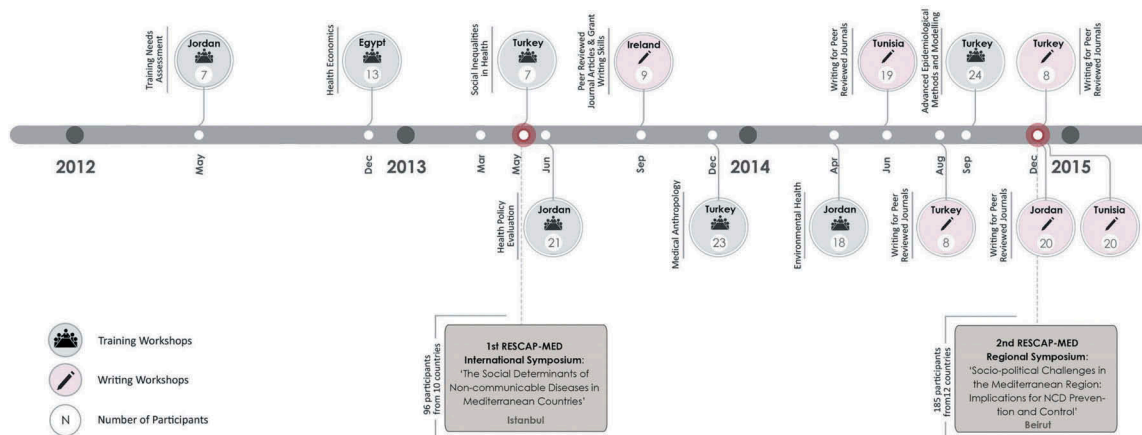 Training Needs
Assessment
Jordan
7
Health Economics
Egypt
13
Social Inequalities
in Health
Turkey
7
Peer Reviewed
Journal Articles & Grant
Writing Skills
Ireland
9
Writing for Peer
Reviewed Journals
Tunisia
19
Advanced Epidemiological
Methods and Modelling
Turkey
24
Turkey
8
Writing for Peer
Reviewed Journals
2012
May
Dec
2013
Mar
May
Jun
Sep
Dec
2014
Apr
Jun
Aug
Sep
Dec
2015
Health Policy
Evaluation
Jordan
21
Medical Anthropology
Turkey
23
Environmental Health
Jordan
18
Writing for Peer
Reviewed Journals
Turkey
8
Writing for Peer
Reviewed Journals
Jordan
20
Tunisia
20
Training Workshops
Writing Workshops
N
Number of Participants
96 participants
from 10 countries
1st RESCAP-MED
International Symposium:
‘The Social Determinants of
Non-communicable Diseases in
Mediterranean Countries’
Istanbul
185 participants
from12 countries
2nd RESCAP-MED
Regional Symposium:
‘Socio-political Challenges in
the Mediterranean Region:
Implications for NCD Preven-
tion and Control’
Beirut